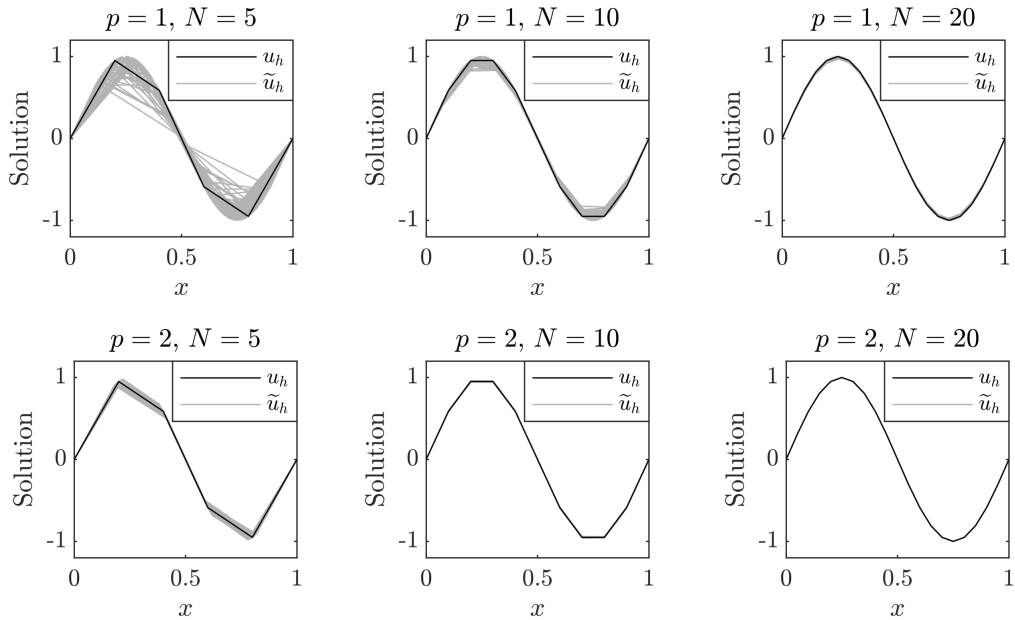 p = 1, N = 5
u_h
ũ_h
1
0
-1
Solution
0
0.5
1
x
p = 1, N = 10
u_h
ũ_h
1
0
-1
Solution
0
0.5
1
x
p = 1, N = 20
u_h
ũ_h
1
0
-1
Solution
0
0.5
1
x
p = 2, N = 5
u_h
ũ_h
1
0
-1
Solution
0
0.5
1
x
p = 2, N = 10
u_h
ũ_h
1
0
-1
Solution
0
0.5
1
x
p = 2, N = 20
u_h
ũ_h
1
0
-1
Solution
0
0.5
1
x